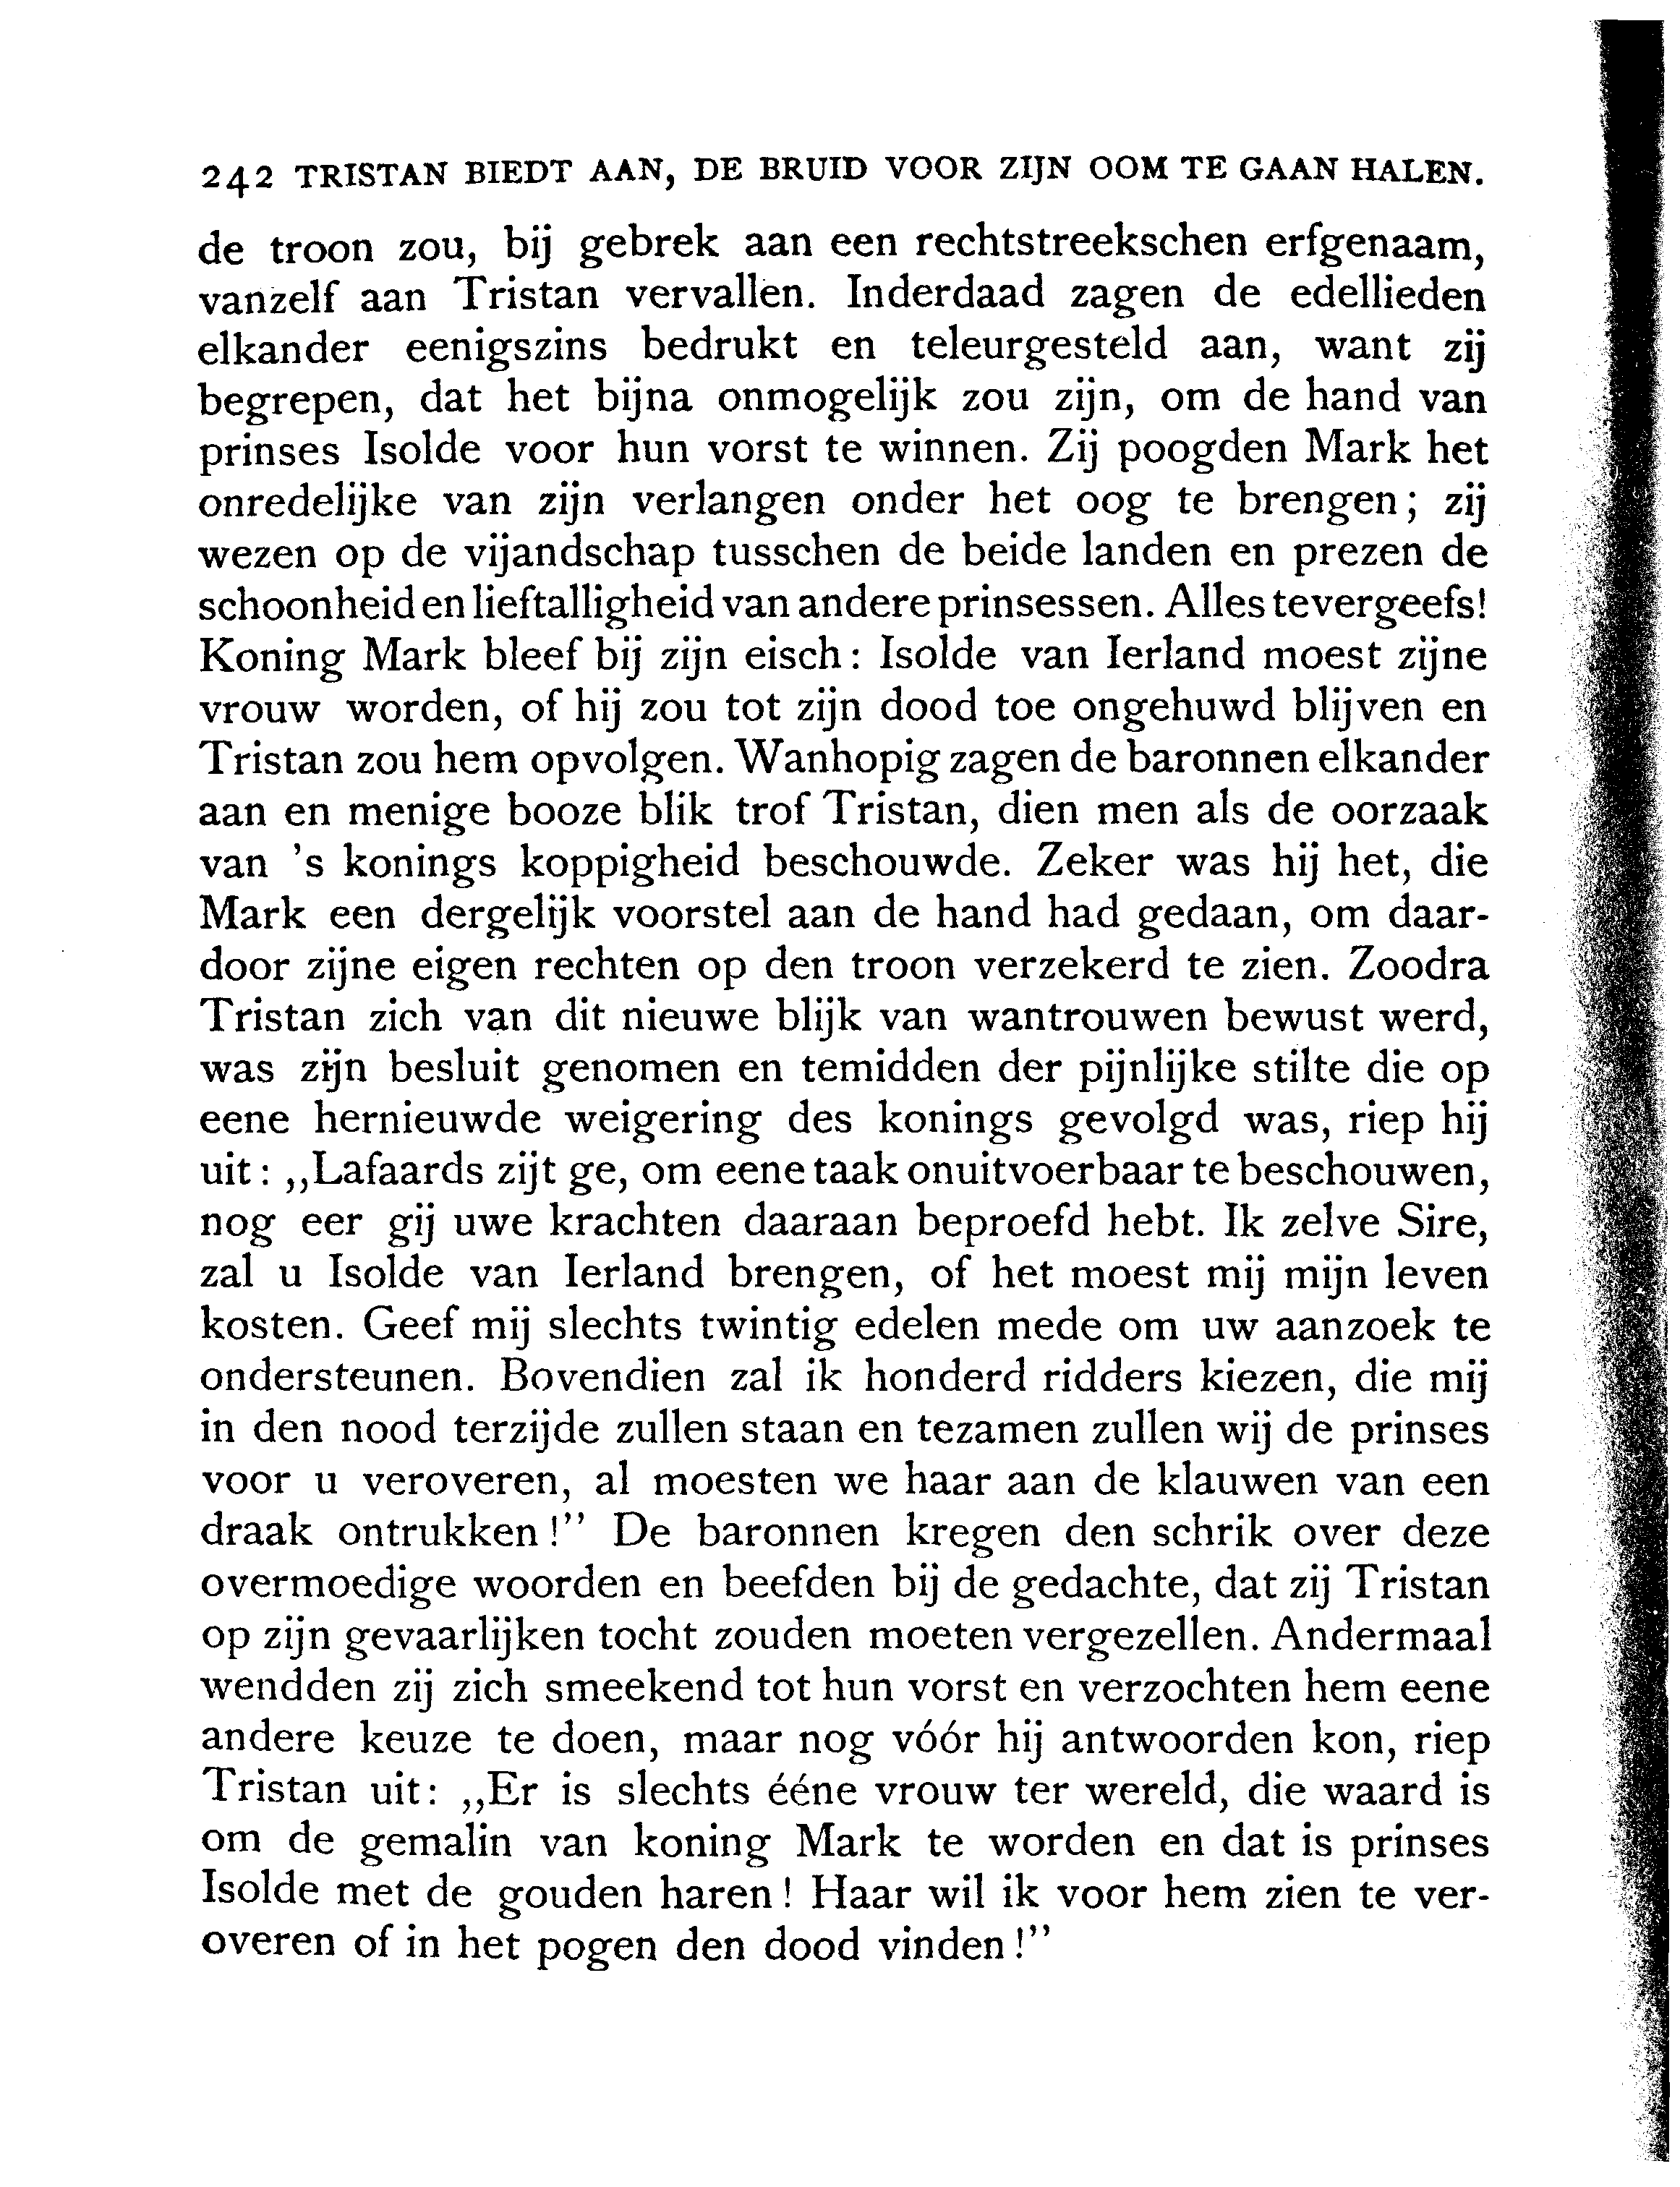 242 TRISTAN BIEDT AAN, DE BRUID VOOR ZIJN OOM TE GAAN HALEN.
de troon zou, bij gebrek aan een rechtstreekschen erfgenaam,
vanzelf aan Tristan vervallen. Inderdaad zagen de edellieden
elkander eenigszins bedrukt en teleurgesteld aan, want zij
begrepen, dat het bijna onmogelijk zou zijn, om de hand van
prinses Isolde voor hun vorst te winnen. Zij poogden Mark het
onredelijke van zijn verlangen onder het oog te brengen; zij
wezen op de vijandschap tusschen de beide landen en prezen de
schoonheid en lieftalligheid van andere prinsessen. Alles tevergeefs!
Koning Mark bleef bij zijn eisch: Isolde van Ierland moest zijne
vrouw worden, of hij zou tot zijn dood toe ongehuwd blijven en
Tristan zou hem opvolgen. Wanhopig zagen de baronnen elkander
aan en menige booze blik trof Tristan, dien men als de oorzaak
van 's konings koppigheid beschouwde. Zeker was hij het, die
Mark een dergelijk voorstel aan de hand had gedaan, om daar-
door zijne eigen rechten op den troon verzekerd te zien. Zoodra
Tristan zich van dit nieuwe blijk van wantrouwen bewust werd,
was zijn besluit genomen en temidden der pijnlijke stilte die op
eene hernieuwde weigering des konings gevolgd was, riep hij
uit: ,,Lafaards zijt ge, om eene taak onuitvoerbaar te beschouwen,
nog eer gij uwe krachten daaraan beproefd hebt. Ik zelve Sire,
zal u Isolde van Ierland brengen, of het moest mij mijn leven
kosten. Geef mij slechts twintig edelen mede om uw aanzoek te
ondersteunen. Bovendien zal ik honderd ridders kiezen, die mij
in den nood terzijde zullen staan en tezamen zullen wij de prinses
voor u veroveren, al moesten we haar aan de klauwen van een
draak ontrukken!” De baronnen kregen den schrik over deze
overmoedige woorden en beefden bij de gedachte, dat zij Tristan
op zijn gevaarlijken tocht zouden moeten vergezellen. Andermaal
wendden zij zich smeekend tot hun vorst en verzochten hem eene
andere keuze te doen, maar nog vóór hij antwoorden kon, riep
Tristan uit: ,,Er is slechts ééne vrouw ter wereld, die waard is
om de gemalin van koning Mark te worden en dat is prinses
Isolde met de gouden haren! Haar wil ik voor hem zien te ver-
overen of in het pogen den dood vinden!”